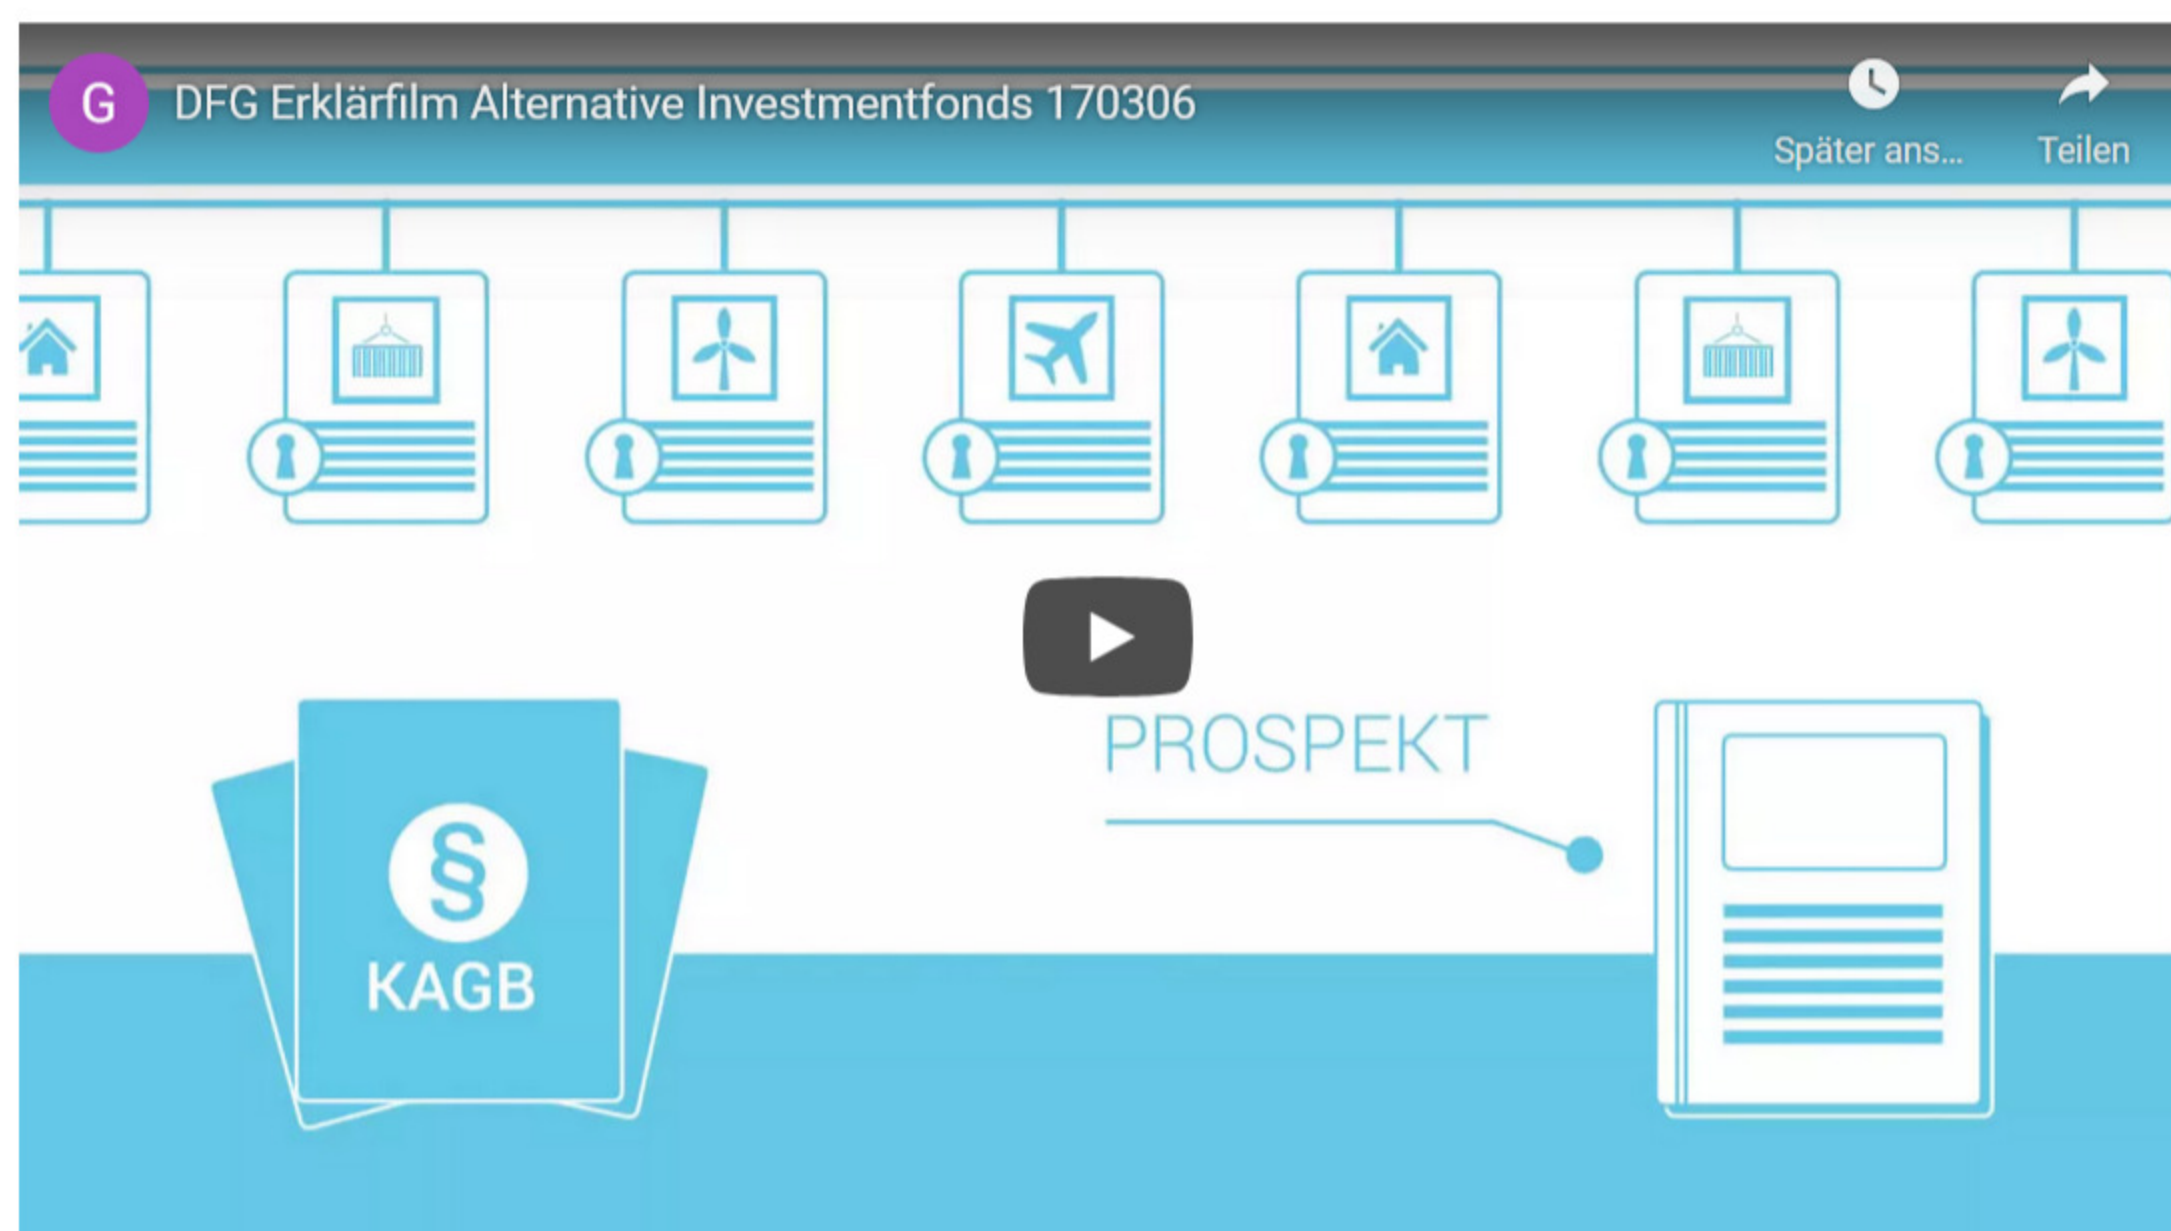 G
DFG Erklärfilm Alternative Investmentfonds 170306
Später ans...
Teilen
PROSPEKT
§
KAGB